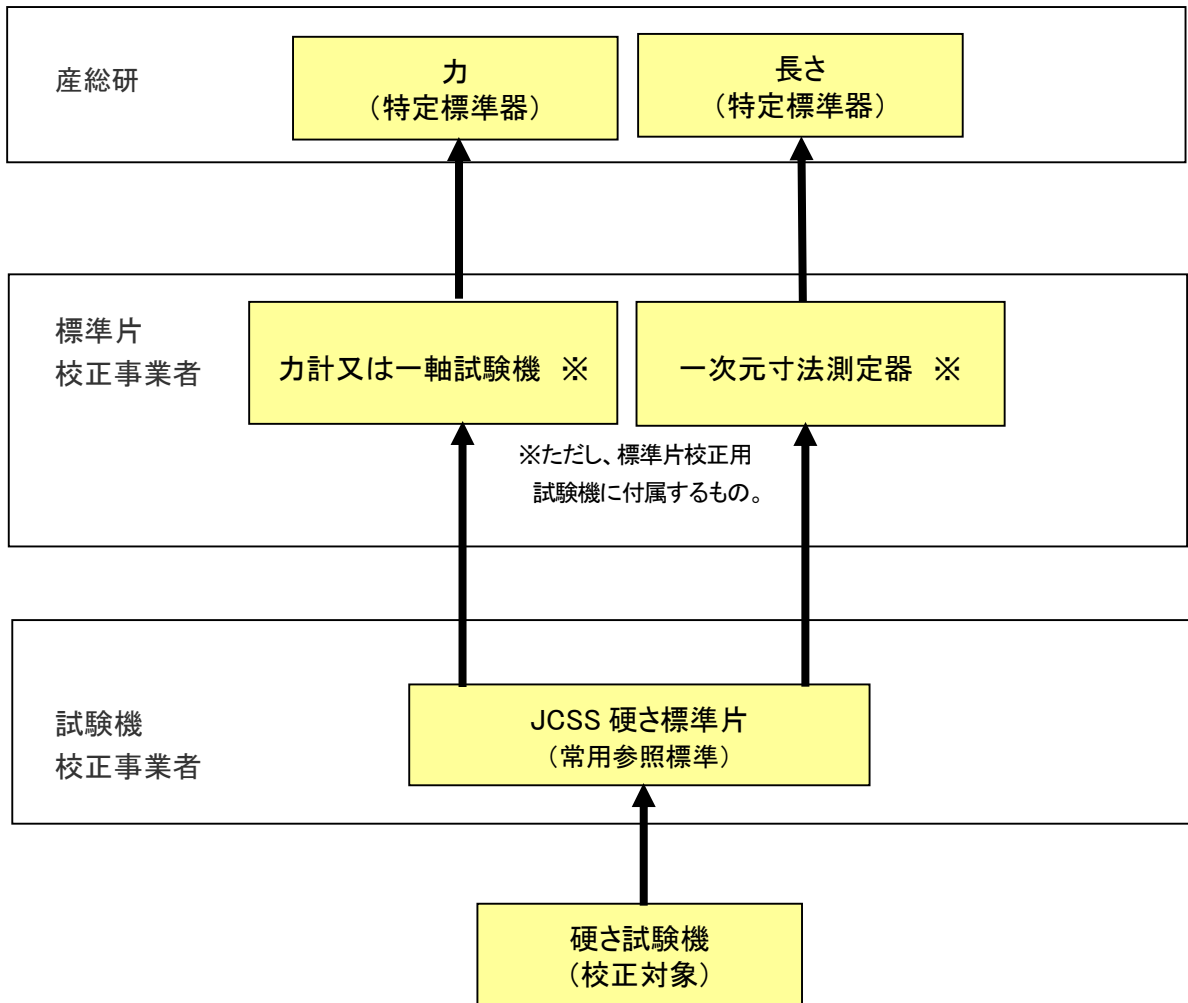 産総研
力
（特定標準器）
長さ
（特定標準器）
標準片
校正事業者
力計又は一軸試験機　※
一次元寸法測定器　※
※ただし、標準片校正用
試験機に付属するもの。
試験機
校正事業者
JCSS 硬さ標準片
（常用参照標準）
硬さ試験機
（校正対象）